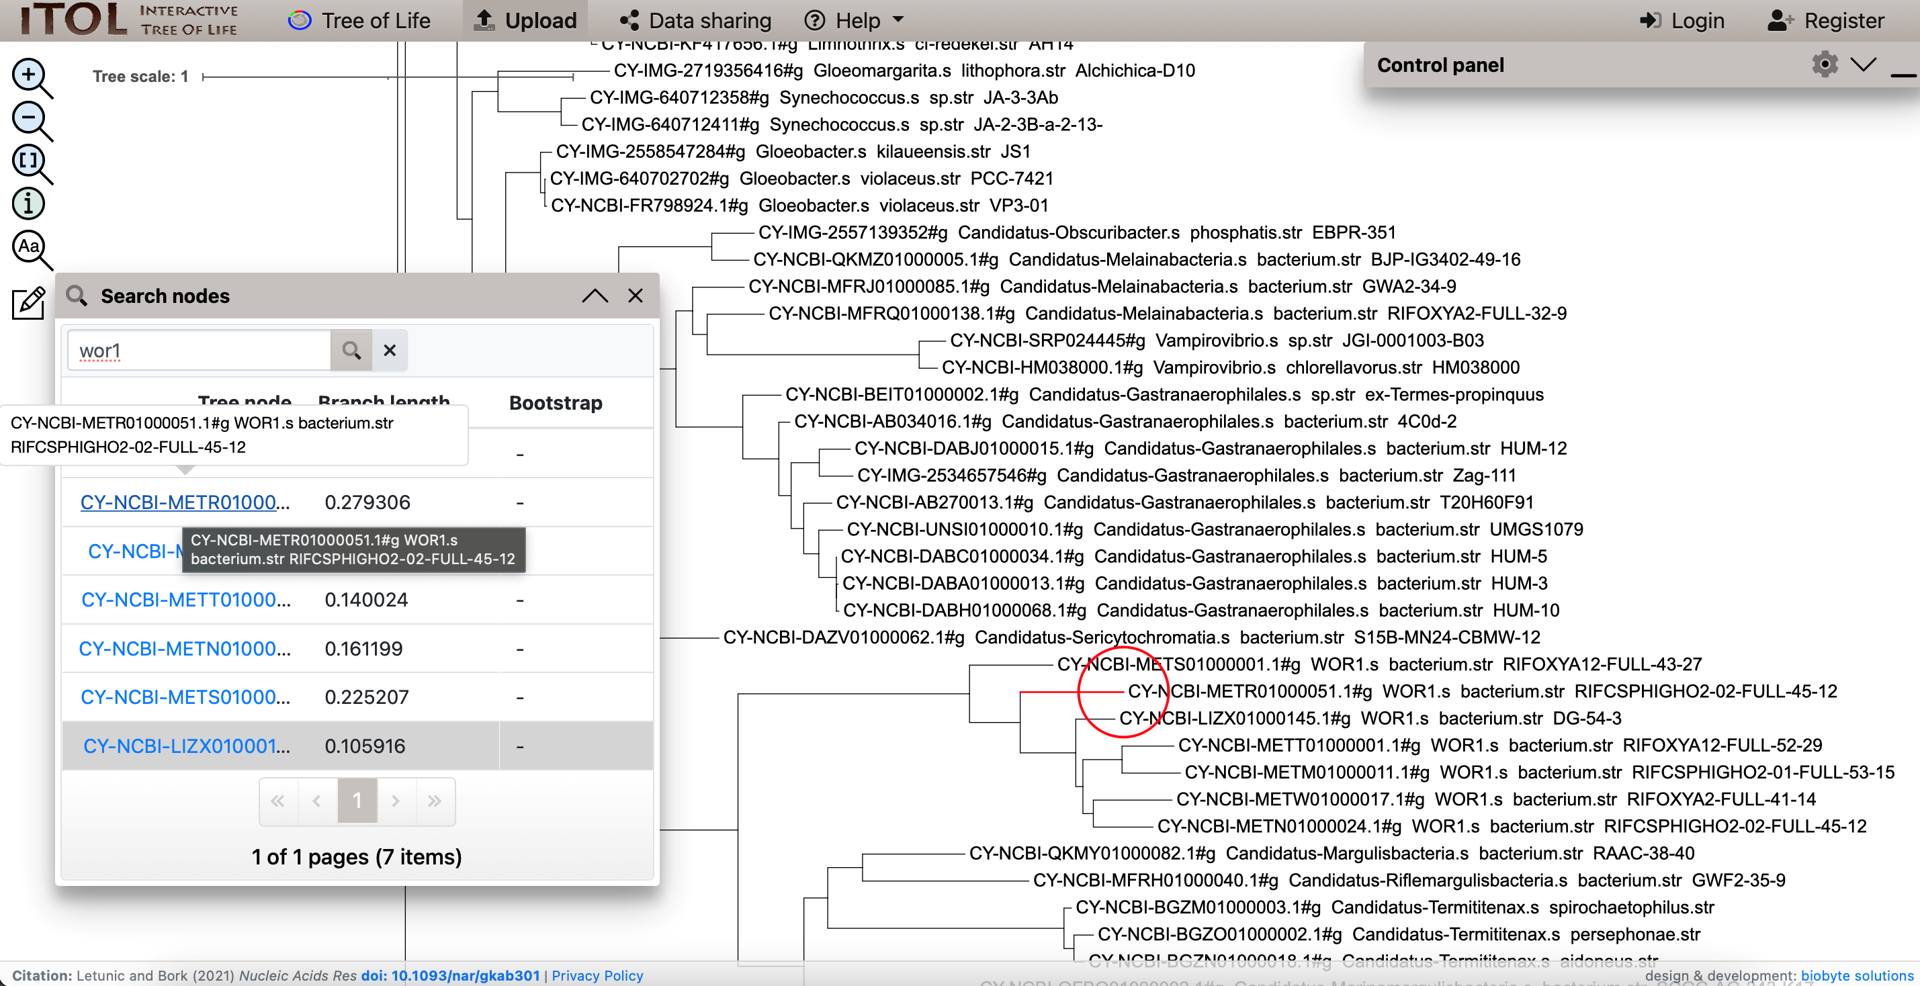 iTOL INTERACTIVE TREE OF LIFE
Tree of Life
Upload
Data sharing
Help
Login
Register
Control panel
Tree scale: 1
Aa
CY-NCBI-KF417656.1#g Limnothrix.s ci-redekei.str AH14
CY-IMG-2719356416#g Gloeomargarita.s lithophora.str Alchichica-D10
CY-IMG-640712358#g Synechococcus.s sp.str JA-3-3Ab
CY-IMG-640712411#g Synechococcus.s sp.str JA-2-3B-a-2-13-
CY-IMG-2558547284#g Gloeobacter.s kilaueensis.str JS1
CY-IMG-640702702#g Gloeobacter.s violaceus.str PCC-7421
CY-NCBI-FR798924.1#g Gloeobacter.s violaceus.str VP3-01
CY-IMG-2557139352#g Candidatus-Obscuribacter.s phosphatis.str EBPR-351
CY-NCBI-QKMZ01000005.1#g Candidatus-Melainabacteria.s bacterium.str BJP-IG3402-49-16
CY-NCBI-MFRJ01000085.1#g Candidatus-Melainabacteria.s bacterium.str GWA2-34-9
CY-NCBI-MFRQ01000138.1#g Candidatus-Melainabacteria.s bacterium.str RIFOXYA2-FULL-32-9
CY-NCBI-SRP024445#g Vampirovibrio.s sp.str JGI-0001003-B03
CY-NCBI-HM038000.1#g Vampirovibrio.s chlorellavorus.str HM038000
CY-NCBI-BEIT01000002.1#g Candidatus-Gastranaerophilales.s sp.str ex-Termes-propinquus
CY-NCBI-AB034016.1#g Candidatus-Gastranaerophilales.s bacterium.str 4C0d-2
CY-NCBI-DABJ01000015.1#g Candidatus-Gastranaerophilales.s bacterium.str HUM-12
CY-IMG-2534657546#g Candidatus-Gastranaerophilales.s bacterium.str Zag-111
CY-NCBI-AB270013.1#g Candidatus-Gastranaerophilales.s bacterium.str T20H60F91
CY-NCBI-UNSI01000010.1#g Candidatus-Gastranaerophilales.s bacterium.str UMGS1079
CY-NCBI-DABC01000034.1#g Candidatus-Gastranaerophilales.s bacterium.str HUM-5
CY-NCBI-DABA01000013.1#g Candidatus-Gastranaerophilales.s bacterium.str HUM-3
CY-NCBI-DABH01000068.1#g Candidatus-Gastranaerophilales.s bacterium.str HUM-10
CY-NCBI-DAZV01000062.1#g Candidatus-Sericytochromatia.s bacterium.str S15B-MN24-CBMW-12
CY-NCBI-METS01000001.1#g WOR1.s bacterium.str RIFOXYA12-FULL-43-27
CY-NCBI-METR01000051.1#g WOR1.s bacterium.str RIFCSPHIGHO2-02-FULL-45-12
CY-NCBI-LIZX01000145.1#g WOR1.s bacterium.str DG-54-3
CY-NCBI-METT01000001.1#g WOR1.s bacterium.str RIFOXYA12-FULL-52-29
CY-NCBI-METM01000011.1#g WOR1.s bacterium.str RIFCSPHIGHO2-01-FULL-53-15
CY-NCBI-METW01000017.1#g WOR1.s bacterium.str RIFOXYA2-FULL-41-14
CY-NCBI-METN01000024.1#g WOR1.s bacterium.str RIFCSPHIGHO2-02-FULL-45-12
CY-NCBI-QKMY01000082.1#g Candidatus-Margulisbacteria.s bacterium.str RAAC-38-40
CY-NCBI-MFRH01000040.1#g Candidatus-Riflemargulisbacteria.s bacterium.str GWF2-35-9
CY-NCBI-BGZM01000003.1#g Candidatus-Termititenax.s spirochaetophilus.str
CY-NCBI-BGZO01000002.1#g Candidatus-Termititenax.s persephonae.str
CY-NCBI-BGZN01000018.1#g Candidatus-Termititenax.s aidoneus.str
Search nodes
wor1
Tree node Branch length Bootstrap
CY-NCBI-METR01000051.1#g WOR1.s bacterium.str
RIFCSPHIGHO2-02-FULL-45-12
-
CY-NCBI-METR01000... 0.279306 -
CY-NCBI-M
CY-NCBI-METR01000051.1#g WOR1.s
bacterium.str RIFCSPHIGHO2-02-FULL-45-12
CY-NCBI-METT01000... 0.140024 -
CY-NCBI-METN01000... 0.161199 -
CY-NCBI-METS01000... 0.225207 -
CY-NCBI-LIZX010001... 0.105916 -
« ‹ 1 › »
1 of 1 pages (7 items)
Citation: Letunic and Bork (2021) Nucleic Acids Res doi: 10.1093/nar/gkab301 | Privacy Policy
design & development: biobyte solutions